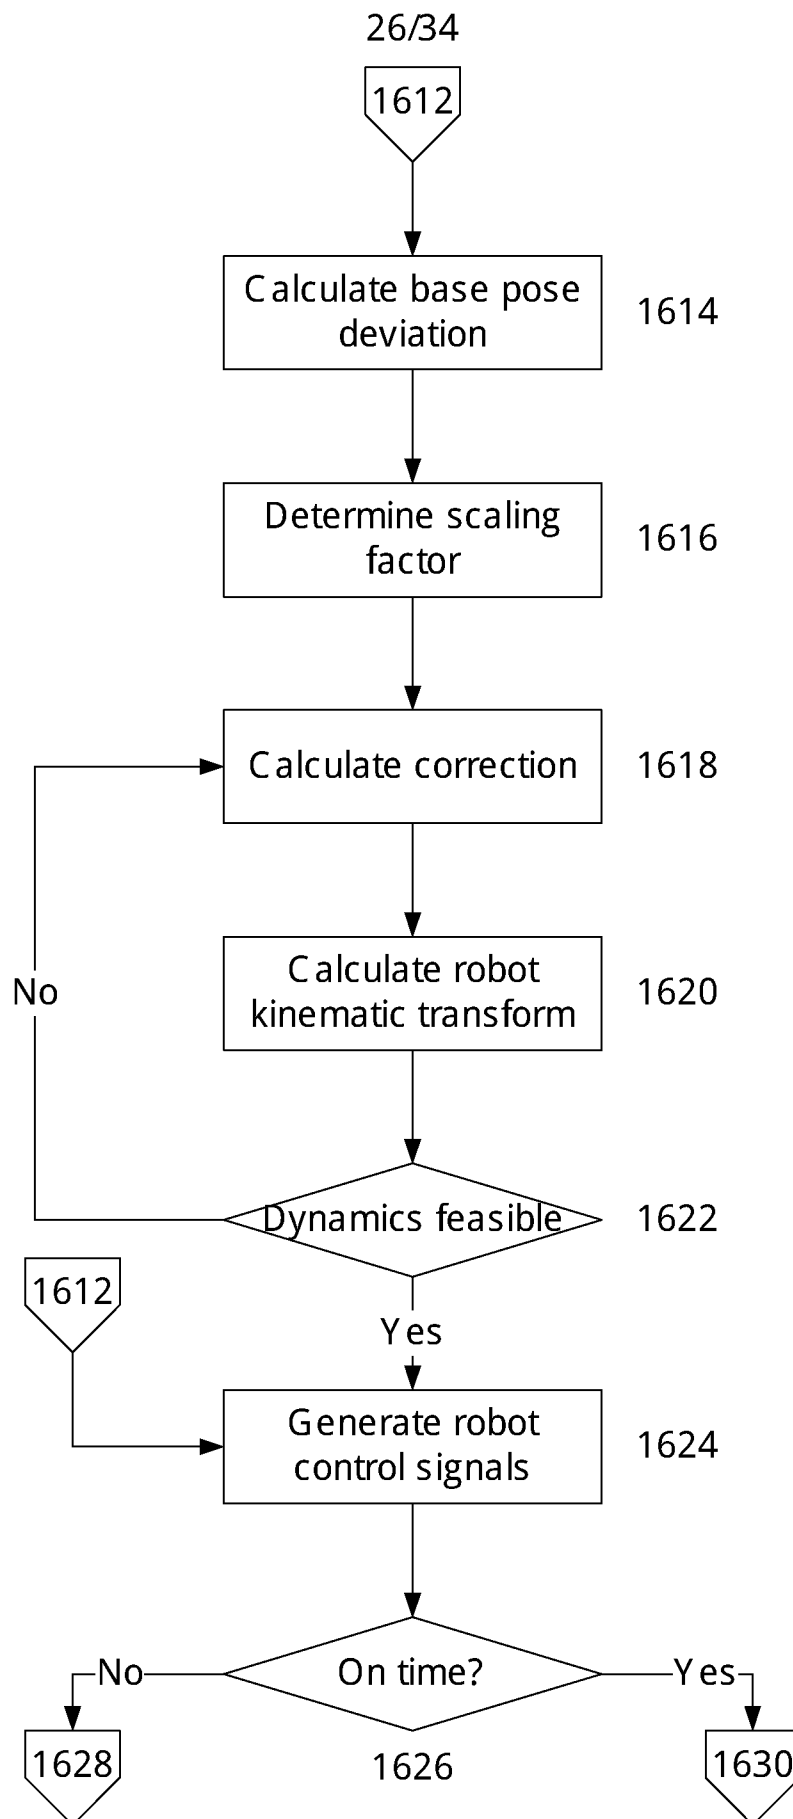 26/34
1612
Calculate base pose
deviation
1614
Determine scaling
factor
1616
Calculate correction
1618
Calculate robot
kinematic transform
1620
No
Dynamics feasible
1622
1612
Yes
Generate robot
control signals
1624
No
On time?
Yes
1628
1626
1630